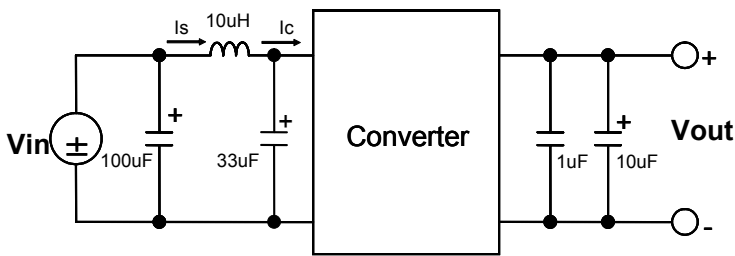 Is
10uH
Ic
+
+
Vin
±
100uF
33uF
Converter
1uF
+
10uF
+
Vout
-